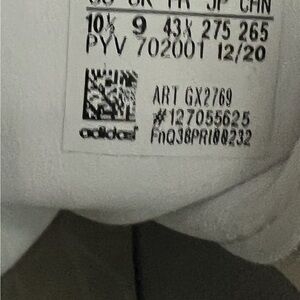 US UK FR JP CHN
10½ 9 43⅓ 275 265
PYV 702001 12/20
ART GX2769
#127055625
adidas FnQ38PRI00232